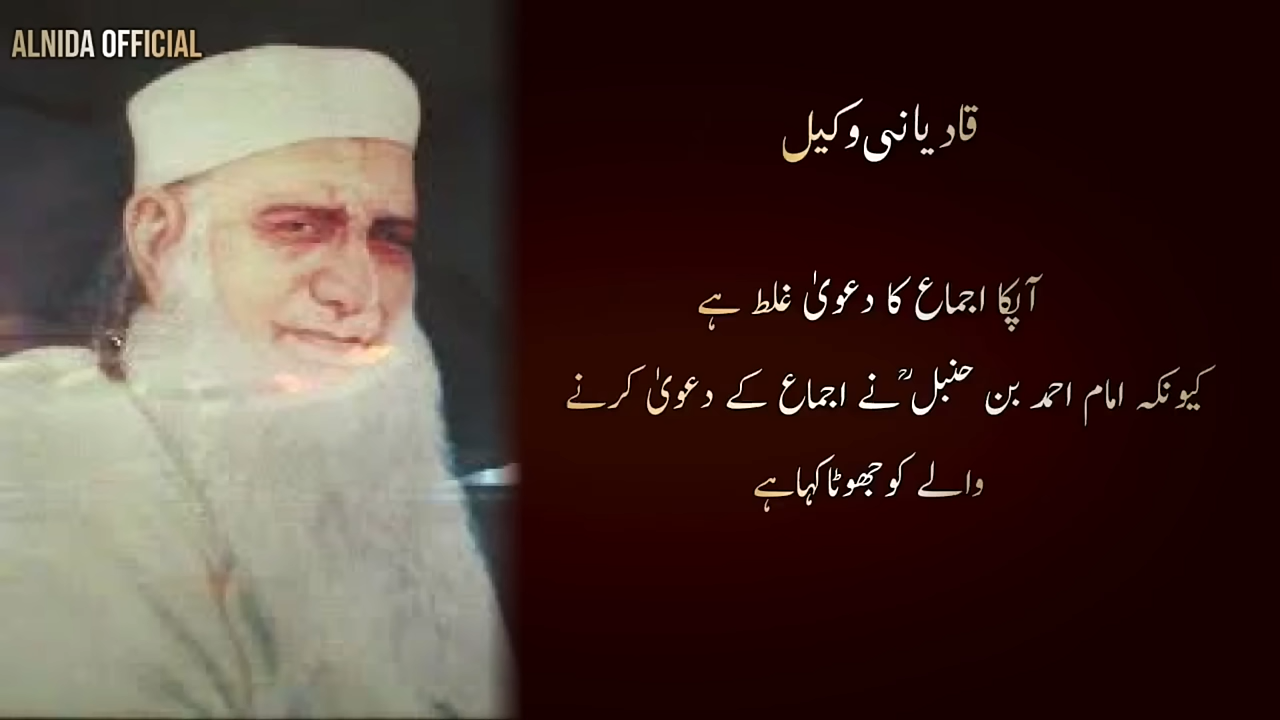 ALNIDA OFFICIAL
قادیانی وکیل
آپکا اجماع کا دعویٰ غلط ہے
کیونکہ امام احمد بن حنبلؒ نے اجماع کے دعویٰ کرنے
والے کو جھوٹا کہا ہے